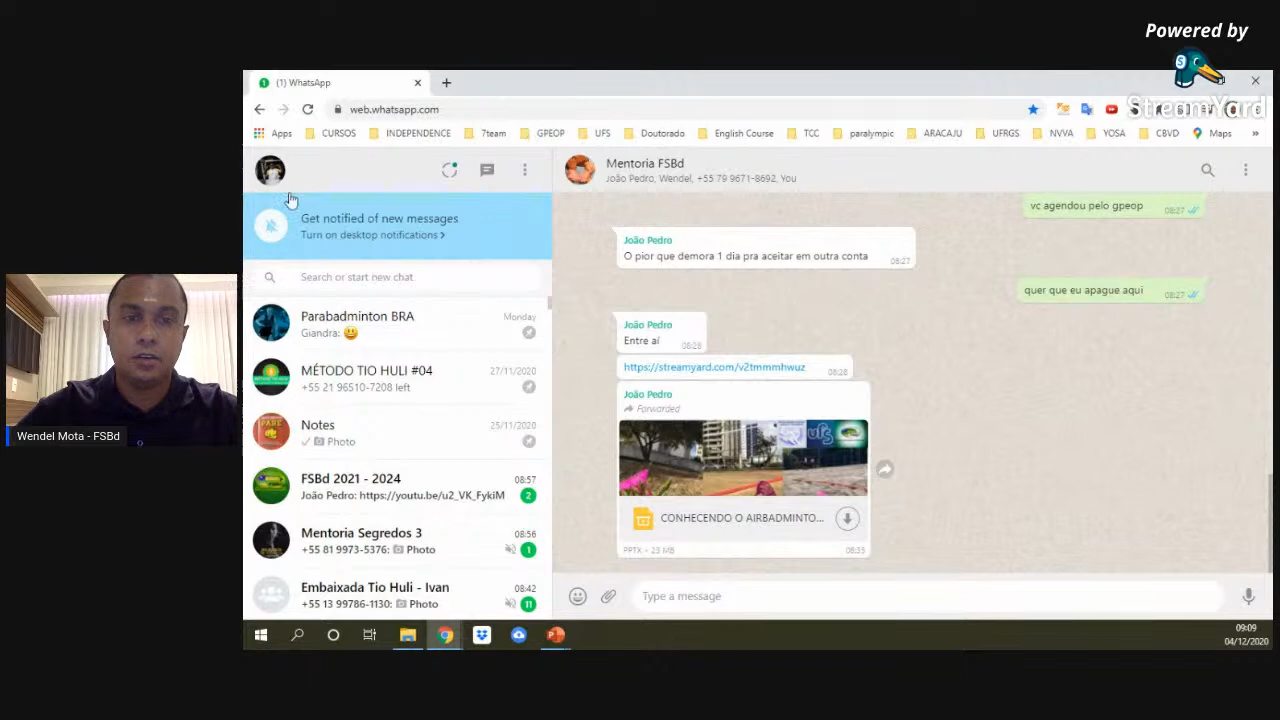 Powered by
StreamYard
(1) WhatsApp
web.whatsapp.com
Apps
CURSOS
INDEPENDENCE
7team
GPEOP
UFS
Doutorado
English Course
TCC
paralympic
ARACAJU
UFRGS
NVVA
YOSA
CBVD
Maps
Get notified of new messages
Turn on desktop notifications
Search or start new chat
Parabadminton BRA
Monday
Giandra: 😃
MÉTODO TIO HULI #04
27/11/2020
+55 21 96510-7208 left
Notes
25/11/2020
Photo
FSBd 2021 - 2024
08:57
João Pedro: https://youtu.be/u2_VK_FykiM
2
Mentoria Segredos 3
08:56
+55 81 9973-5376: Photo
1
Embaixada Tio Huli - Ivan
08:42
+55 13 99786-1130: Photo
11
Mentoria FSBd
João Pedro, Wendel, +55 79 9671-8692, You
vc agendou pelo gpeop
08:27
João Pedro
O pior que demora 1 dia pra aceitar em outra conta
08:27
quer que eu apague aqui
08:27
João Pedro
Entre aí
08:28
https://streamyard.com/v2tmmmhwuz
08:28
João Pedro
Forwarded
ufs
CONHECENDO O AIRBADMINTO...
PPTX • 23 MB
08:35
Type a message
Wendel Mota - FSBd
09:09
04/12/2020